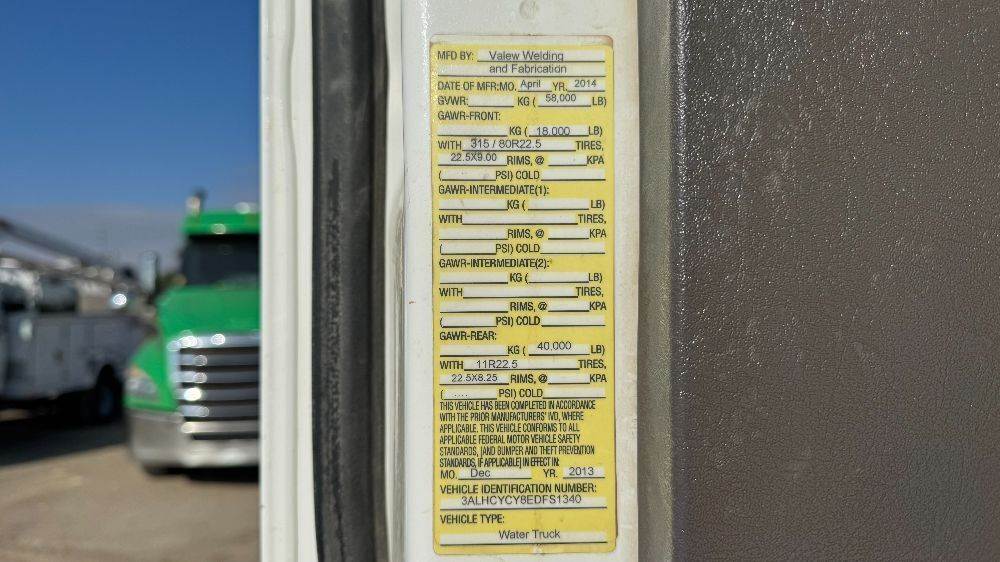 MFD BY: Valew Welding
and Fabrication
DATE OF MFR:MO. April YR. 2014
GVWR: KG ( 58,000 LB)
GAWR-FRONT:
KG ( 18.000 LB)
WITH 315 / 80R22.5 TIRES,
22.5X9.00 RIMS, @ KPA
( PSI) COLD
GAWR-INTERMEDIATE(1):
KG ( LB)
WITH TIRES,
RIMS, @ KPA
( PSI) COLD
GAWR-INTERMEDIATE(2):
KG ( LB)
WITH TIRES,
RIMS, @ KPA
( PSI) COLD
GAWR-REAR:
KG ( 40,000 LB)
WITH 11R22.5 TIRES,
22.5X8.25 RIMS, @ KPA
( .... PSI) COLD
THIS VEHICLE HAS BEEN COMPLETED IN ACCORDANCE
WITH THE PRIOR MANUFACTURERS' IVD, WHERE
APPLICABLE. THIS VEHICLE CONFORMS TO ALL
APPLICABLE FEDERAL MOTOR VEHICLE SAFETY
STANDARDS, [AND BUMPER AND THEFT PREVENTION
STANDARDS, IF APPLICABLE] IN EFFECT IN:
MO. Dec YR. 2013
VEHICLE IDENTIFICATION NUMBER:
3ALHCYCY8EDFS1340
VEHICLE TYPE:
Water Truck